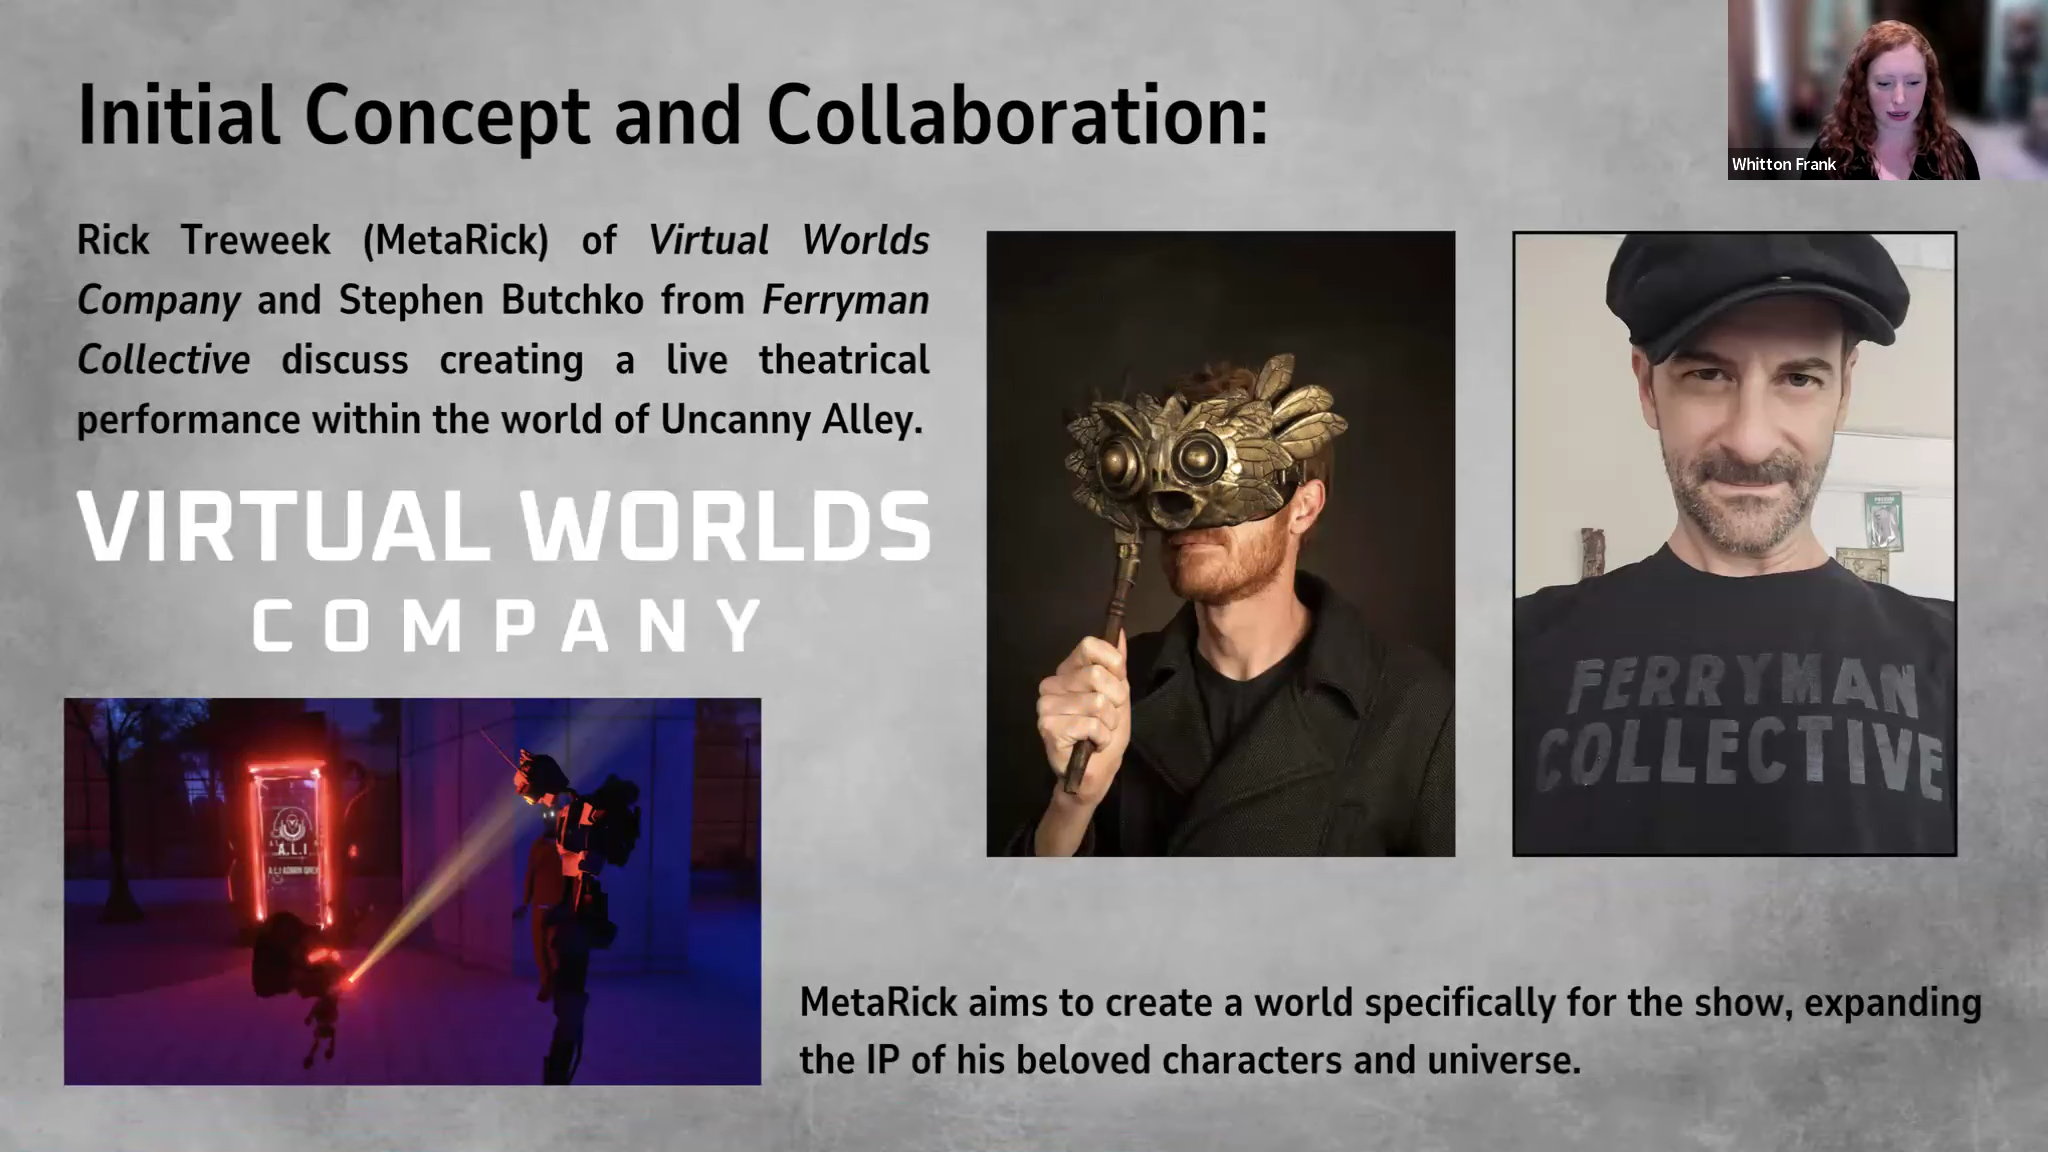 Initial Concept and Collaboration:
Whitton Frank
Rick Treweek (MetaRick) of Virtual Worlds
Company and Stephen Butchko from Ferryman
Collective discuss creating a live theatrical
performance within the world of Uncanny Alley.
VIRTUAL WORLDS
COMPANY
FERRYMAN
COLLECTIVE
A.L.I
MetaRick aims to create a world specifically for the show, expanding
the IP of his beloved characters and universe.